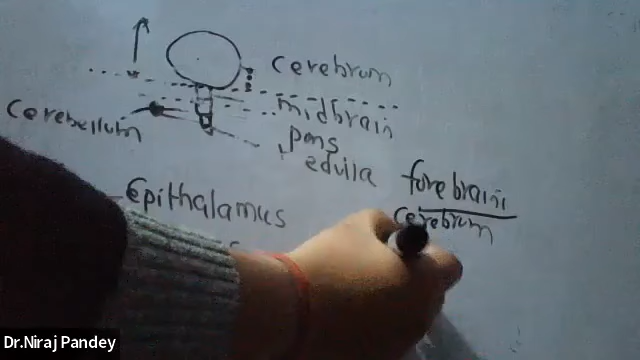 cerebrum
midbrain
cerebellum
pons
edulla
forebrain
Epithalamus
cerebrum
Dr.Niraj Pandey